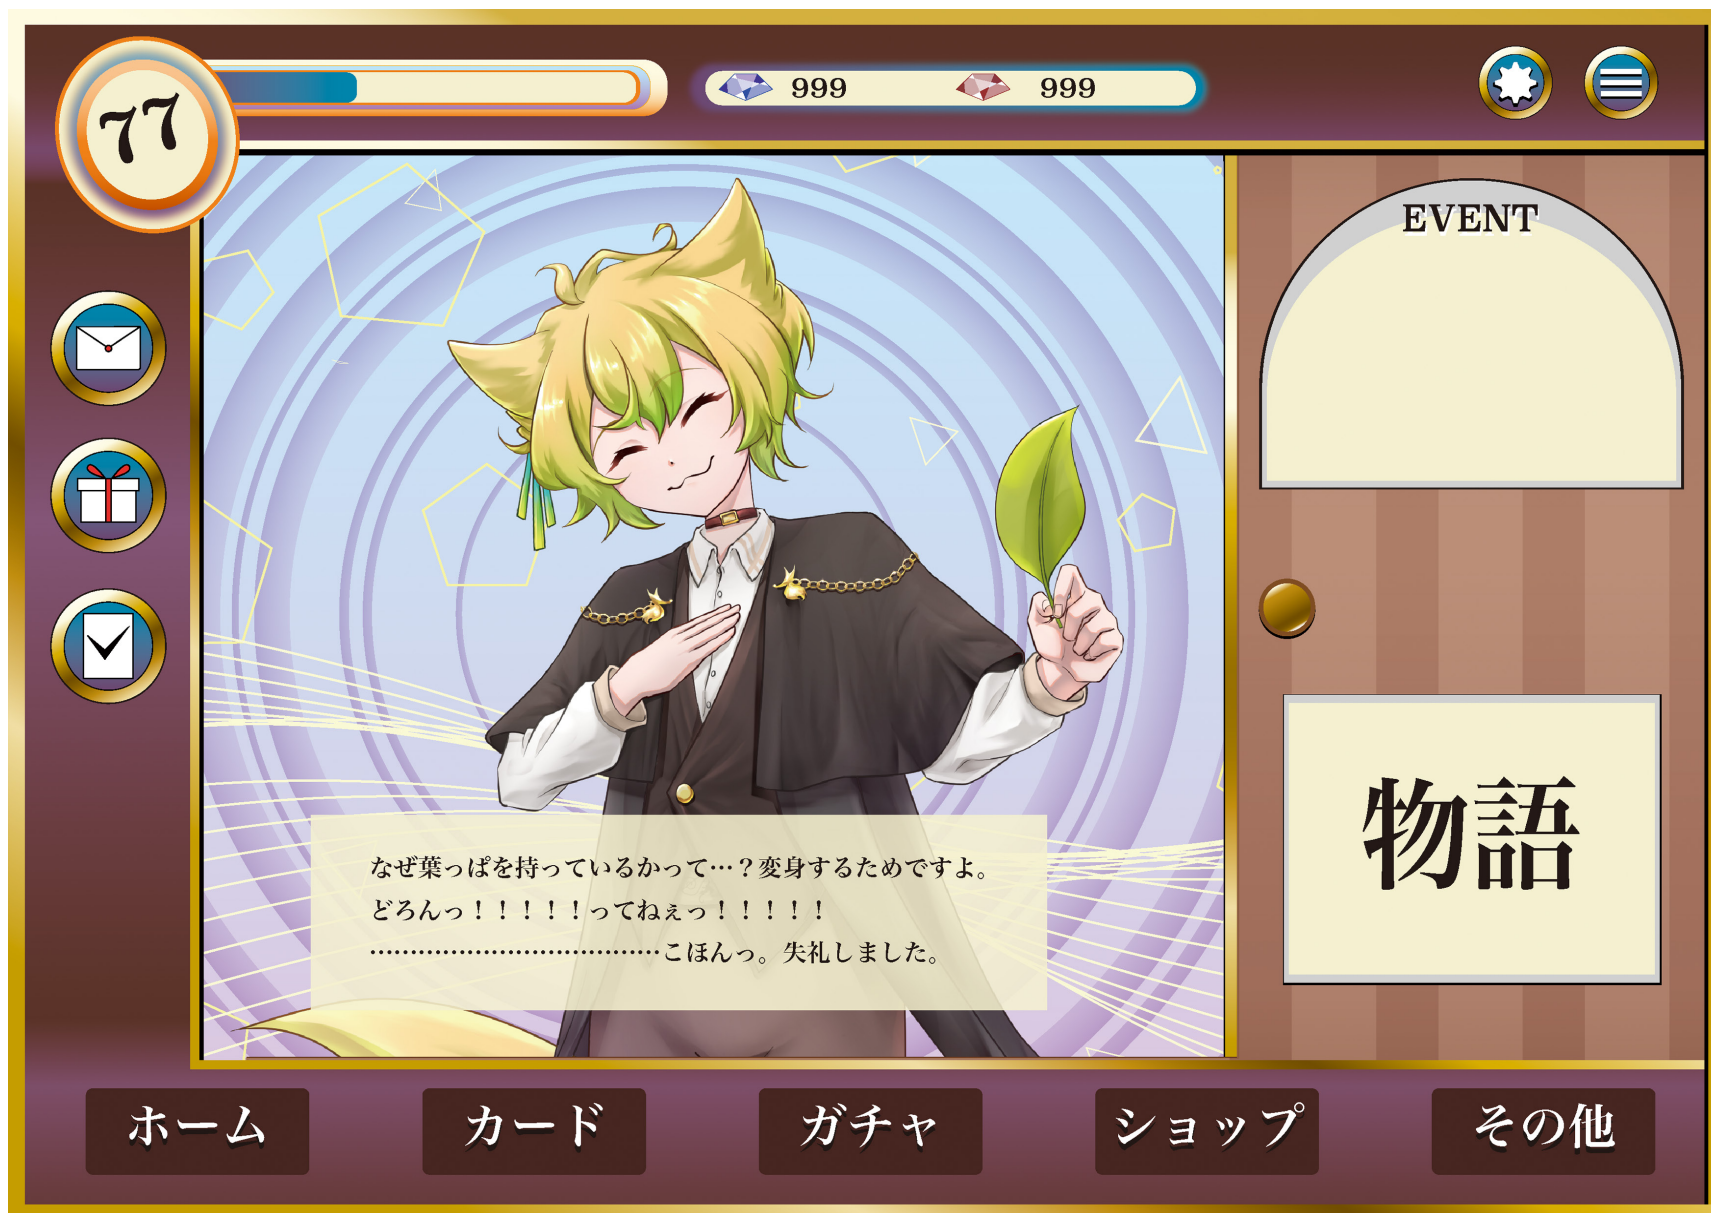 77
999
999
EVENT
物語
なぜ葉っぱを持っているかって…？変身するためですよ。
どろんっ！！！！！ってねぇっ！！！！！
………………………………こほんっ。失礼しました。
ホーム
カード
ガチャ
ショップ
その他